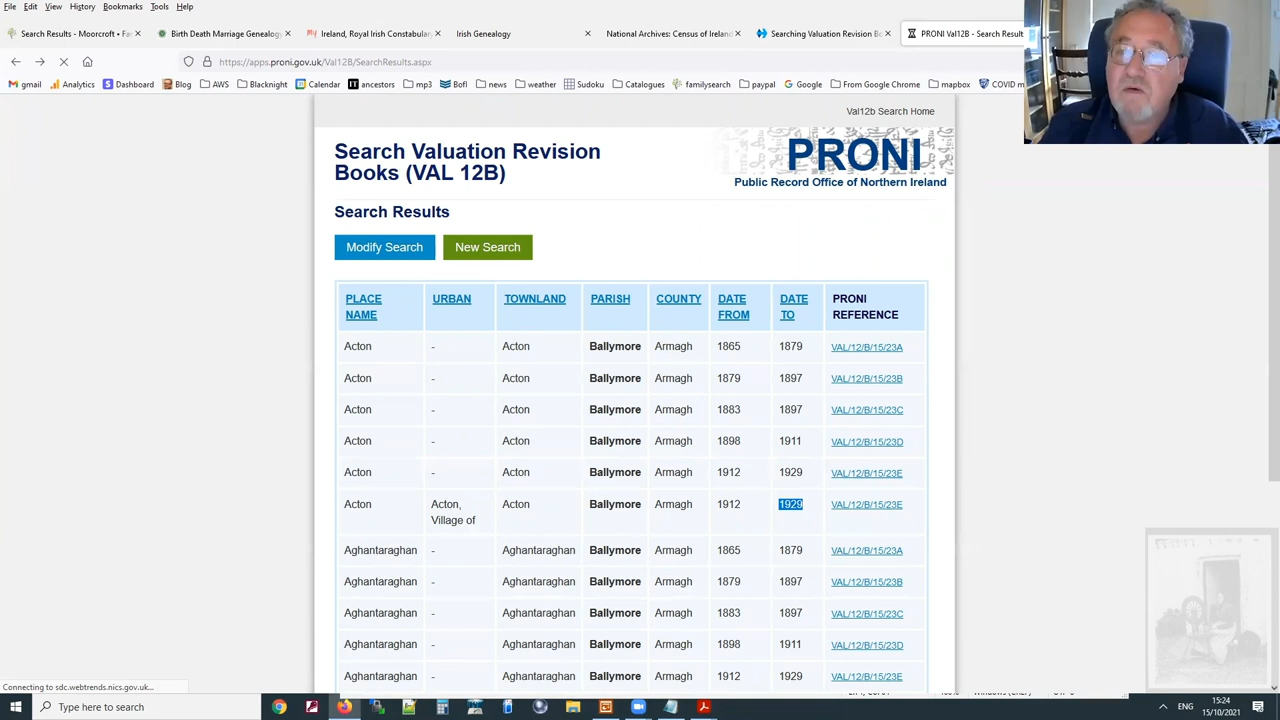 File Edit View History Bookmarks Tools Help
Search Results - Moorcroft • Fa
Birth Death Marriage Genealogy
Ireland, Royal Irish Constabular
Irish Genealogy
National Archives: Census of Ireland
Searching Valuation Revision Bo
PRONI Val12B - Search Results
https://apps.proni.gov.uk/Val12B/SearchResults.aspx
gmail Analytics Dashboard Blog AWS Blacknight Calendar ancestors mp3 Bofl news weather Sudoku Catalogues familysearch paypal Google From Google Chrome mapbox COVID m
Val12b Search Home
Search Valuation Revision
Books (VAL 12B)
PRONI
Public Record Office of Northern Ireland
Search Results
Modify Search New Search
PLACE NAME URBAN TOWNLAND PARISH COUNTY DATE FROM DATE TO PRONI REFERENCE
Acton - Acton Ballymore Armagh 1865 1879 VAL/12/B/15/23A
Acton - Acton Ballymore Armagh 1879 1897 VAL/12/B/15/23B
Acton - Acton Ballymore Armagh 1883 1897 VAL/12/B/15/23C
Acton - Acton Ballymore Armagh 1898 1911 VAL/12/B/15/23D
Acton - Acton Ballymore Armagh 1912 1929 VAL/12/B/15/23E
Acton Acton, Village of Acton Ballymore Armagh 1912 1929 VAL/12/B/15/23E
Aghantaraghan - Aghantaraghan Ballymore Armagh 1865 1879 VAL/12/B/15/23A
Aghantaraghan - Aghantaraghan Ballymore Armagh 1879 1897 VAL/12/B/15/23B
Aghantaraghan - Aghantaraghan Ballymore Armagh 1883 1897 VAL/12/B/15/23C
Aghantaraghan - Aghantaraghan Ballymore Armagh 1898 1911 VAL/12/B/15/23D
Aghantaraghan - Aghantaraghan Ballymore Armagh 1912 1929 VAL/12/B/15/23E
Connecting to sdc.webtrends.nics.gov.uk...
Type here to search
ENG
15:24
15/10/2021